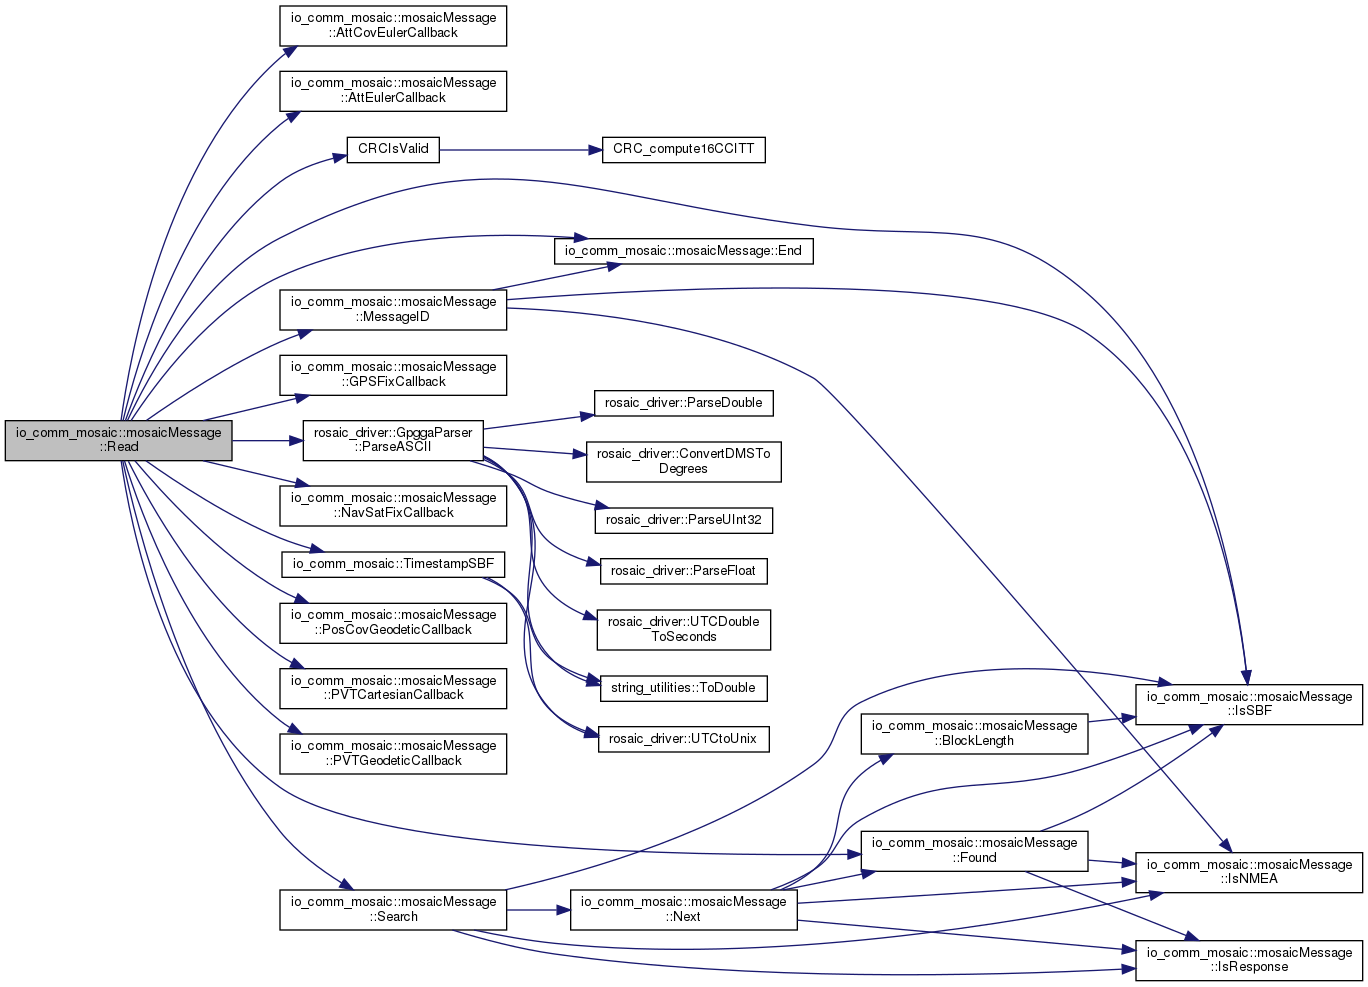 io_comm_mosaic::mosaicMessage
::Read
io_comm_mosaic::mosaicMessage
::AttCovEulerCallback
io_comm_mosaic::mosaicMessage
::AttEulerCallback
CRCIsValid
CRC_compute16CCITT
io_comm_mosaic::mosaicMessage::End
io_comm_mosaic::mosaicMessage
::MessageID
io_comm_mosaic::mosaicMessage
::GPSFixCallback
rosaic_driver::GpggaParser
::ParseASCII
io_comm_mosaic::mosaicMessage
::NavSatFixCallback
io_comm_mosaic::TimestampSBF
io_comm_mosaic::mosaicMessage
::PosCovGeodeticCallback
io_comm_mosaic::mosaicMessage
::PVTCartesianCallback
io_comm_mosaic::mosaicMessage
::PVTGeodeticCallback
io_comm_mosaic::mosaicMessage
::Search
rosaic_driver::ParseDouble
rosaic_driver::ConvertDMSTo
Degrees
rosaic_driver::ParseUInt32
rosaic_driver::ParseFloat
rosaic_driver::UTCDouble
ToSeconds
string_utilities::ToDouble
rosaic_driver::UTCtoUnix
io_comm_mosaic::mosaicMessage
::Next
io_comm_mosaic::mosaicMessage
::BlockLength
io_comm_mosaic::mosaicMessage
::Found
io_comm_mosaic::mosaicMessage
::IsSBF
io_comm_mosaic::mosaicMessage
::IsNMEA
io_comm_mosaic::mosaicMessage
::IsResponse